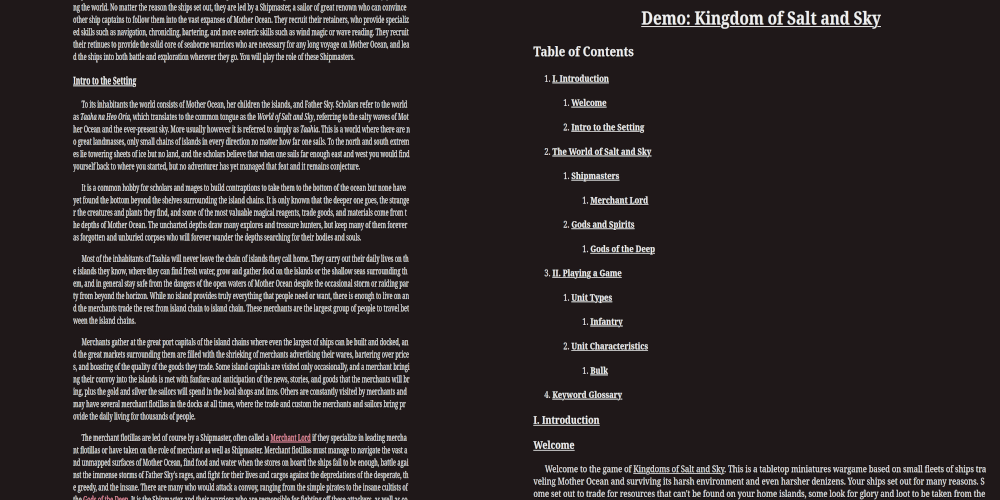 ng the world. No matter the reason the ships set out, they are led by a Shipmaster, a sailor of great renown who can convince
other ship captains to follow them into the vast expanses of Mother Ocean. They recruit their retainers, who provide specializ
ed skills such as navigation, chronicling, bartering, and more esoteric skills such as wind magic or wave reading. They recruit
their retinues to provide the solid core of seaborne warriors who are necessary for any long voyage on Mother Ocean, and lea
d the ships into both battle and exploration wherever they go. You will play the role of these Shipmasters.
Intro to the Setting
To its inhabitants the world consists of Mother Ocean, her children the islands, and Father Sky. Scholars refer to the world
as Taaha na Heo Oria, which translates to the common tongue as the World of Salt and Sky, referring to the salty waves of Mot
her Ocean and the ever-present sky. More usually however it is referred to simply as Taahia. This is a world where there are n
o great landmasses, only small chains of islands in every direction no matter how far one sails. To the north and south extrem
es lie towering sheets of ice but no land, and the scholars believe that when one sails far enough east and west you would find
yourself back to where you started, but no adventurer has yet managed that feat and it remains conjecture.
It is a common hobby for scholars and mages to build contraptions to take them to the bottom of the ocean but none have
yet found the bottom beyond the shelves surrounding the island chains. It is only known that the deeper one goes, the strange
r the creatures and plants they find, and some of the most valuable magical reagents, trade goods, and materials come from t
he depths of Mother Ocean. The uncharted depths draw many explores and treasure hunters, but keep many of them forever
as forgotten and unburied corpses who will forever wander the depths searching for their bodies and souls.
Most of the inhabitants of Taahia will never leave the chain of islands they call home. They carry out their daily lives on th
e islands they know, where they can find fresh water, grow and gather food on the islands or the shallow seas surrounding th
em, and in general stay safe from the dangers of the open waters of Mother Ocean despite the occasional storm or raiding par
ty from beyond the horizon. While no island provides truly everything that people need or want, there is enough to live on an
d the merchants trade the rest from island chain to island chain. These merchants are the largest group of people to travel bet
ween the island chains.
Merchants gather at the great port capitals of the island chains where even the largest of ships can be built and docked, an
d the great markets surrounding them are filled with the shrieking of merchants advertising their wares, bartering over price
s, and boasting of the quality of the goods they trade. Some island capitals are visited only occasionally, and a merchant bringi
ng their convoy into the islands is met with fanfare and anticipation of the news, stories, and goods that the merchants will br
ing, plus the gold and silver the sailors will spend in the local shops and inns. Others are constantly visited by merchants and
may have several merchant flotillas in the docks at all times, where the trade and custom the merchants and sailors bring pr
ovide the daily living for thousands of people.
The merchant flotillas are led of course by a Shipmaster, often called a Merchant Lord if they specialize in leading mercha
nt flotillas or have taken on the role of merchant as well as Shipmaster. Merchant flotillas must manage to navigate the vast a
nd unmapped surfaces of Mother Ocean, find food and water when the stores on board the ships fail to be enough, battle agai
nst the immense storms of Father Sky's rages, and fight for their lives and cargos against the depredations of the desperate, th
e greedy, and the insane. There are many who would attack a convoy, ranging from the simple pirates to the insane cultists of
the Gods of the Deep. It is the Shipmaster and their warriors who are responsible for fighting off these attackers, as well as co
Demo: Kingdom of Salt and Sky
Table of Contents
1. I. Introduction
1. Welcome
2. Intro to the Setting
2. The World of Salt and Sky
1. Shipmasters
1. Merchant Lord
2. Gods and Spirits
1. Gods of the Deep
3. II. Playing a Game
1. Unit Types
1. Infantry
2. Unit Characteristics
1. Bulk
4. Keyword Glossary
I. Introduction
Welcome
Welcome to the game of Kingdoms of Salt and Sky. This is a tabletop miniatures wargame based on small fleets of ships tra
veling Mother Ocean and surviving its harsh environment and even harsher denizens. Your ships set out for many reasons. S
ome set out to trade for resources that can't be found on your home islands, some look for glory and loot to be taken from the